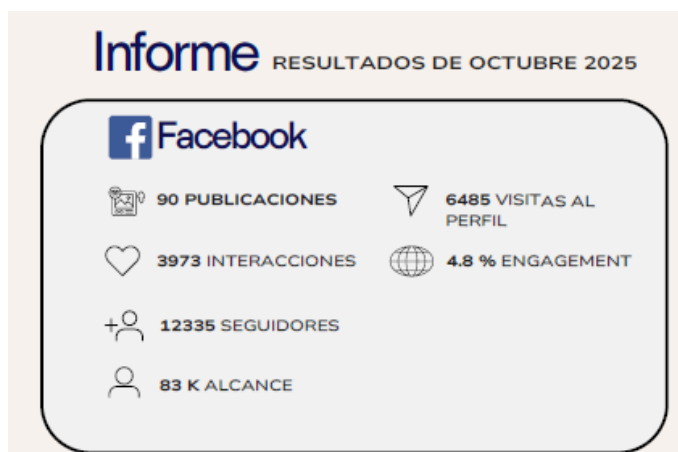 Informe RESULTADOS DE OCTUBRE 2025
Facebook
90 PUBLICACIONES
6485 VISITAS AL
PERFIL
3973 INTERACCIONES
4.8 % ENGAGEMENT
12335 SEGUIDORES
83 K ALCANCE